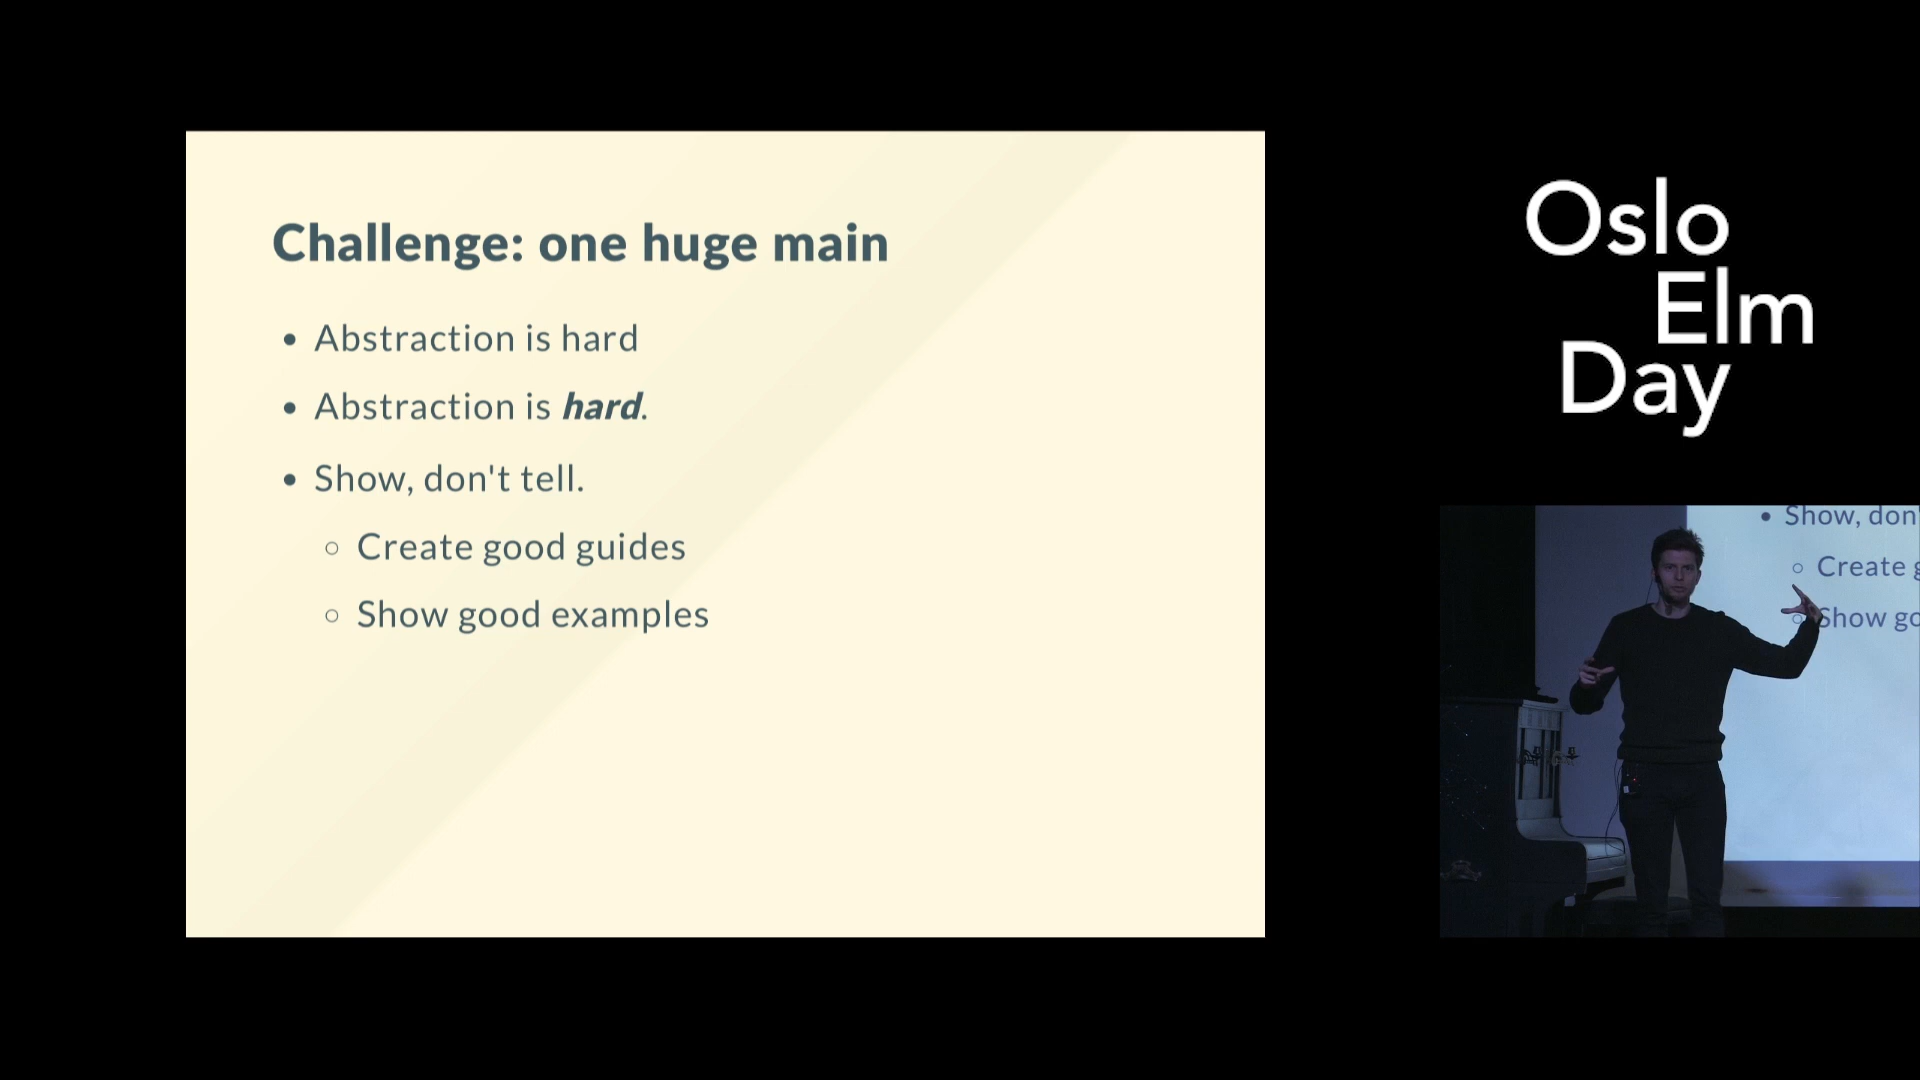 Challenge: one huge main
• Abstraction is hard
• Abstraction is hard.
• Show, don't tell.
○ Create good guides
○ Show good examples
Oslo
Elm
Day
• Show, don'
○ Create g
○ Show go